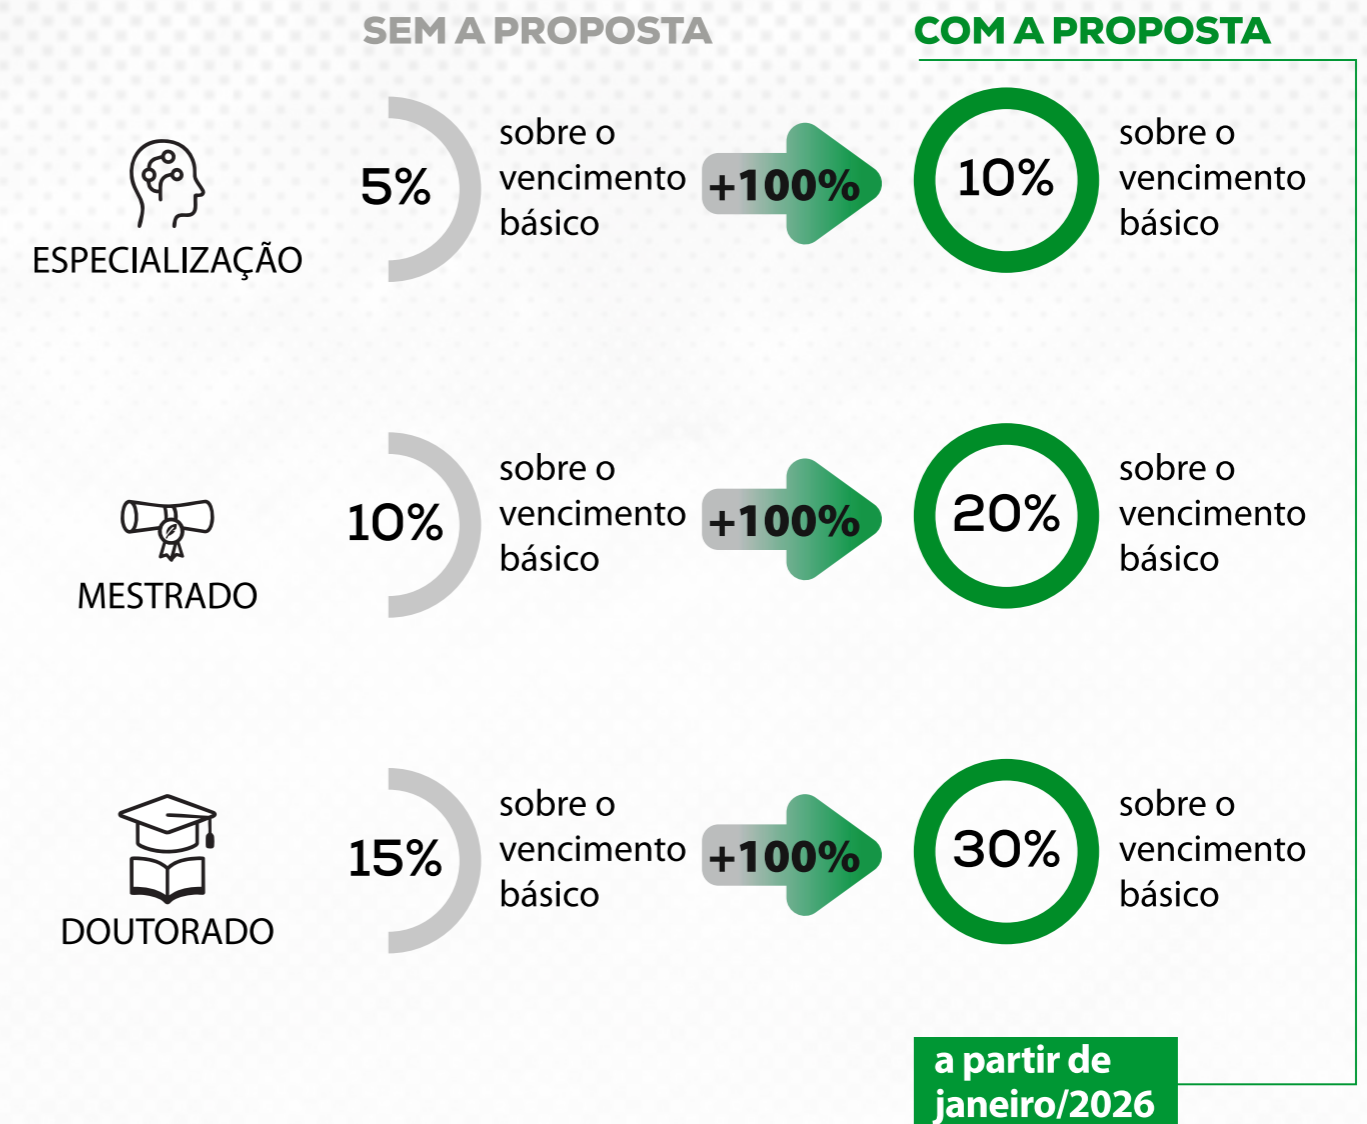 SEM A PROPOSTA
COM A PROPOSTA
ESPECIALIZAÇÃO
5%
sobre o
vencimento
básico
+100%
10%
sobre o
vencimento
básico
MESTRADO
10%
sobre o
vencimento
básico
+100%
20%
sobre o
vencimento
básico
DOUTORADO
15%
sobre o
vencimento
básico
+100%
30%
sobre o
vencimento
básico
a partir de
janeiro/2026